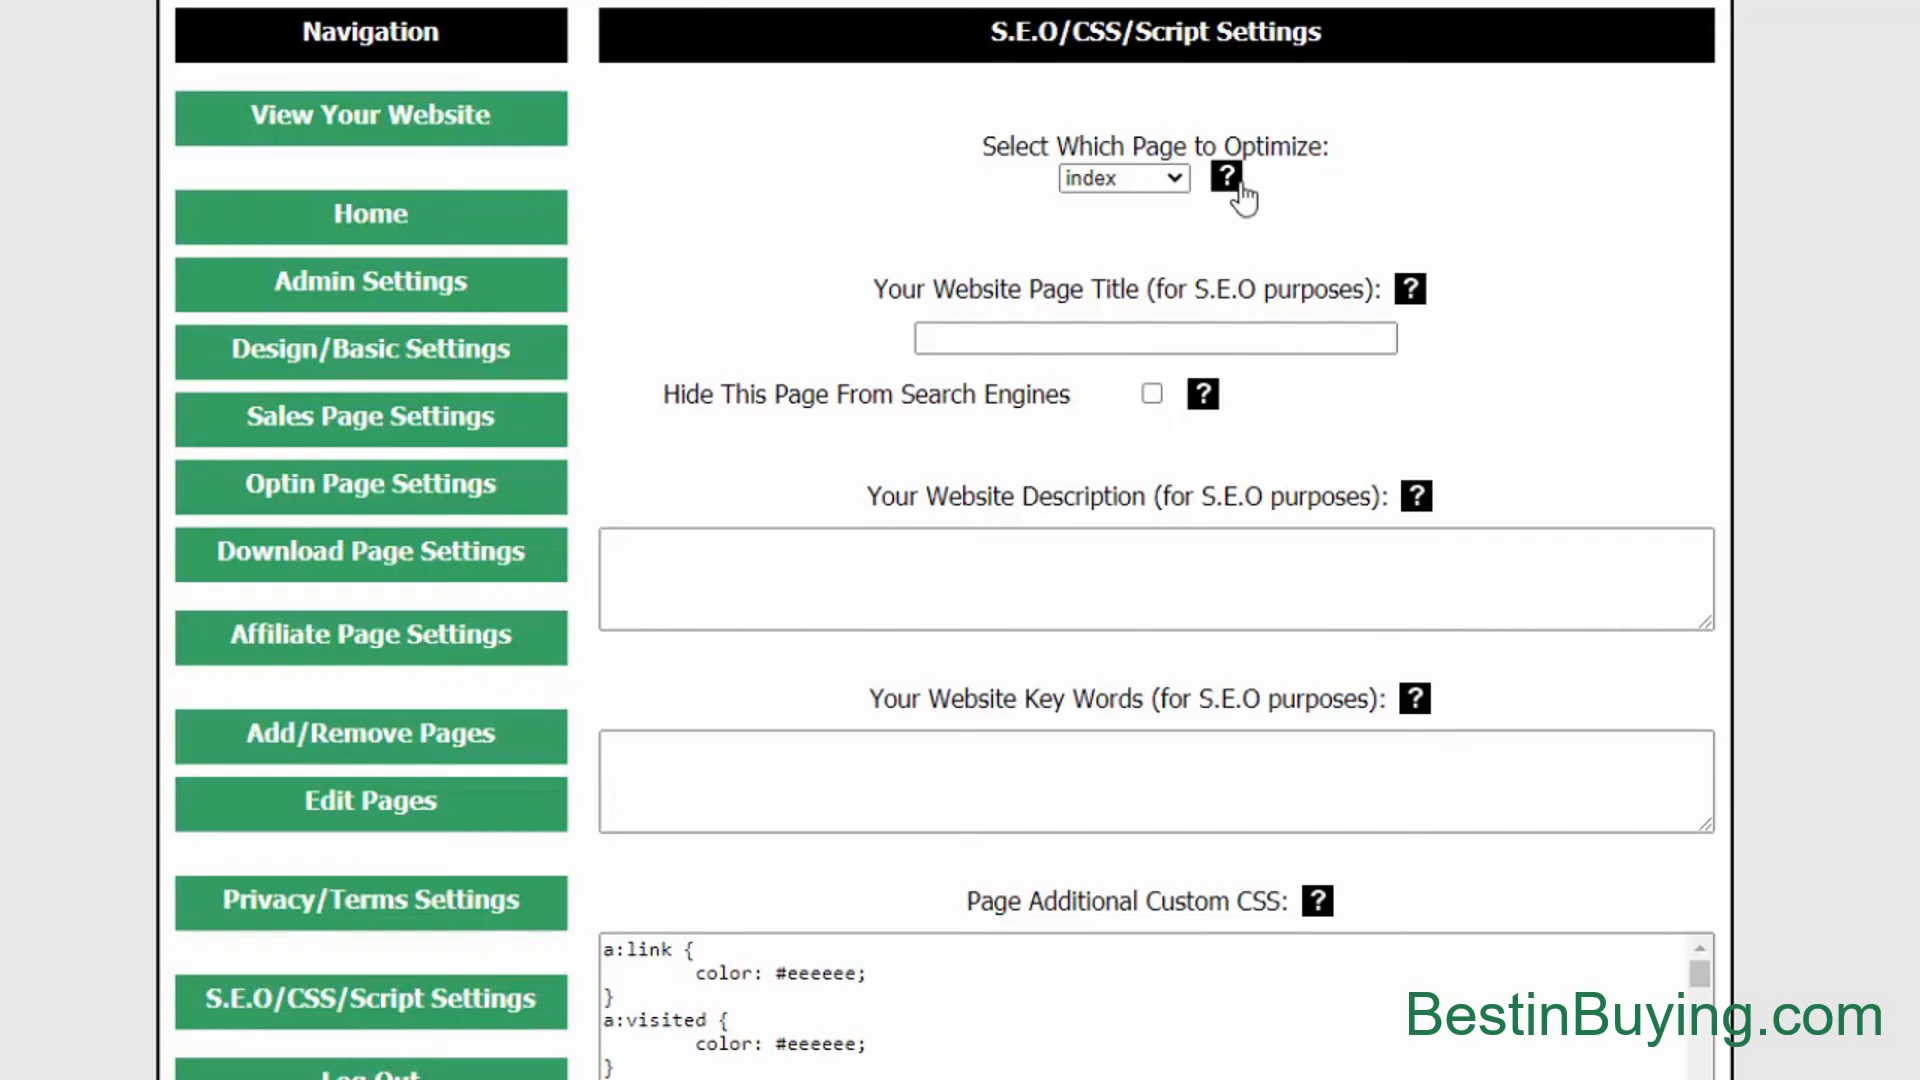 Navigation
View Your Website
Home
Admin Settings
Design/Basic Settings
Sales Page Settings
Optin Page Settings
Download Page Settings
Affiliate Page Settings
Add/Remove Pages
Edit Pages
Privacy/Terms Settings
S.E.O/CSS/Script Settings
Log Out
S.E.O/CSS/Script Settings
Select Which Page to Optimize:
index ?
Your Website Page Title (for S.E.O purposes): ?
Hide This Page From Search Engines ?
Your Website Description (for S.E.O purposes): ?
Your Website Key Words (for S.E.O purposes): ?
Page Additional Custom CSS: ?
a:link {
color: #eeeeee;
}
a:visited {
color: #eeeeee;
}
BestinBuying.com